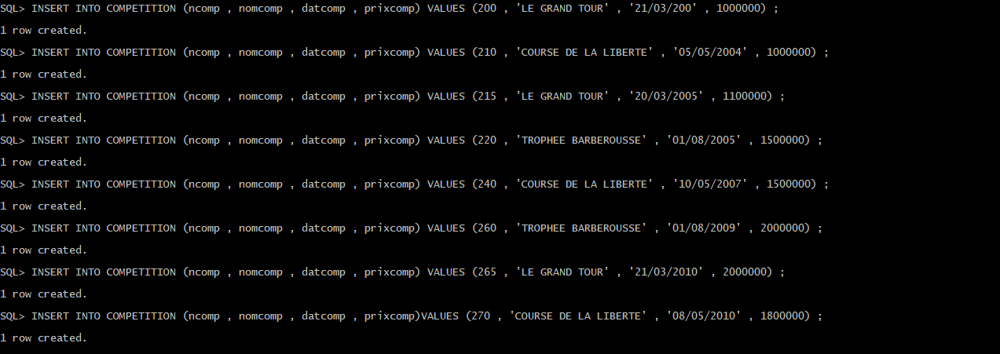 SQL> INSERT INTO COMPETITION (ncomp , nomcomp , datcomp , prixcomp) VALUES (200 , 'LE GRAND TOUR' , '21/03/200' , 1000000) ;
1 row created.
SQL> INSERT INTO COMPETITION (ncomp , nomcomp , datcomp , prixcomp) VALUES (210 , 'COURSE DE LA LIBERTE' , '05/05/2004' , 1000000) ;
1 row created.
SQL> INSERT INTO COMPETITION (ncomp , nomcomp , datcomp , prixcomp) VALUES (215 , 'LE GRAND TOUR' , '20/03/2005' , 1100000) ;
1 row created.
SQL> INSERT INTO COMPETITION (ncomp , nomcomp , datcomp , prixcomp) VALUES (220 , 'TROPHEE BARBEROUSSE' , '01/08/2005' , 1500000) ;
1 row created.
SQL> INSERT INTO COMPETITION (ncomp , nomcomp , datcomp , prixcomp) VALUES (240 , 'COURSE DE LA LIBERTE' , '10/05/2007' , 1500000) ;
1 row created.
SQL> INSERT INTO COMPETITION (ncomp , nomcomp , datcomp , prixcomp) VALUES (260 , 'TROPHEE BARBEROUSSE' , '01/08/2009' , 2000000) ;
1 row created.
SQL> INSERT INTO COMPETITION (ncomp , nomcomp , datcomp , prixcomp) VALUES (265 , 'LE GRAND TOUR' , '21/03/2010' , 2000000) ;
1 row created.
SQL> INSERT INTO COMPETITION (ncomp , nomcomp , datcomp , prixcomp)VALUES (270 , 'COURSE DE LA LIBERTE' , '08/05/2010' , 1800000) ;
1 row created.